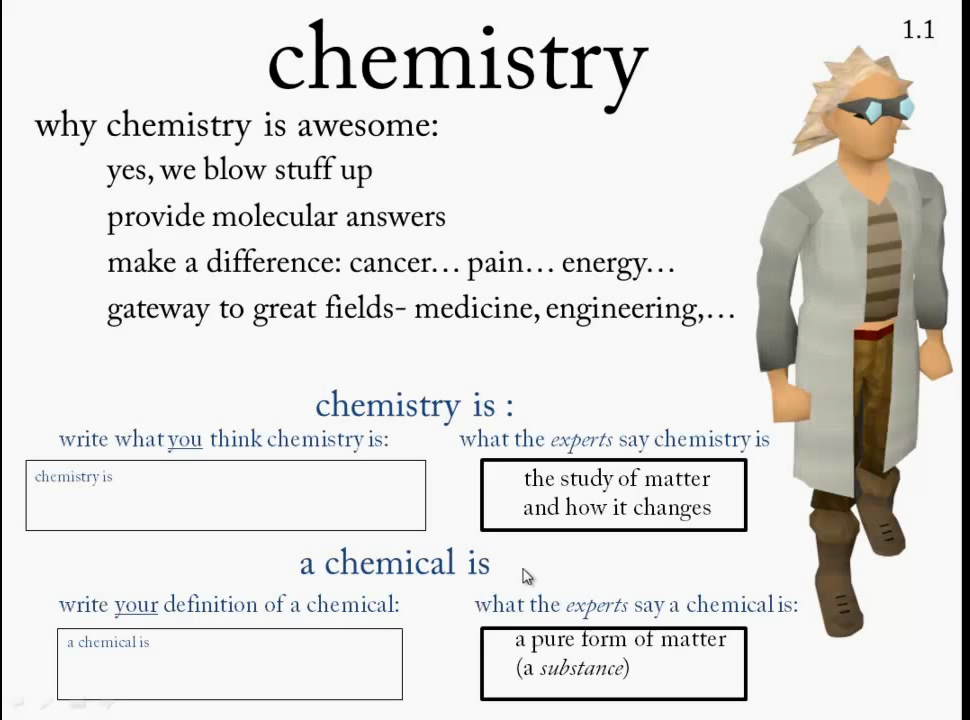 1.1
chemistry
why chemistry is awesome:
yes, we blow stuff up
provide molecular answers
make a difference: cancer… pain… energy…
gateway to great fields- medicine, engineering,…
chemistry is :
write what you think chemistry is:
what the experts say chemistry is
chemistry is
the study of matter
and how it changes
a chemical is
write your definition of a chemical:
what the experts say a chemical is:
a chemical is
a pure form of matter
(a substance)